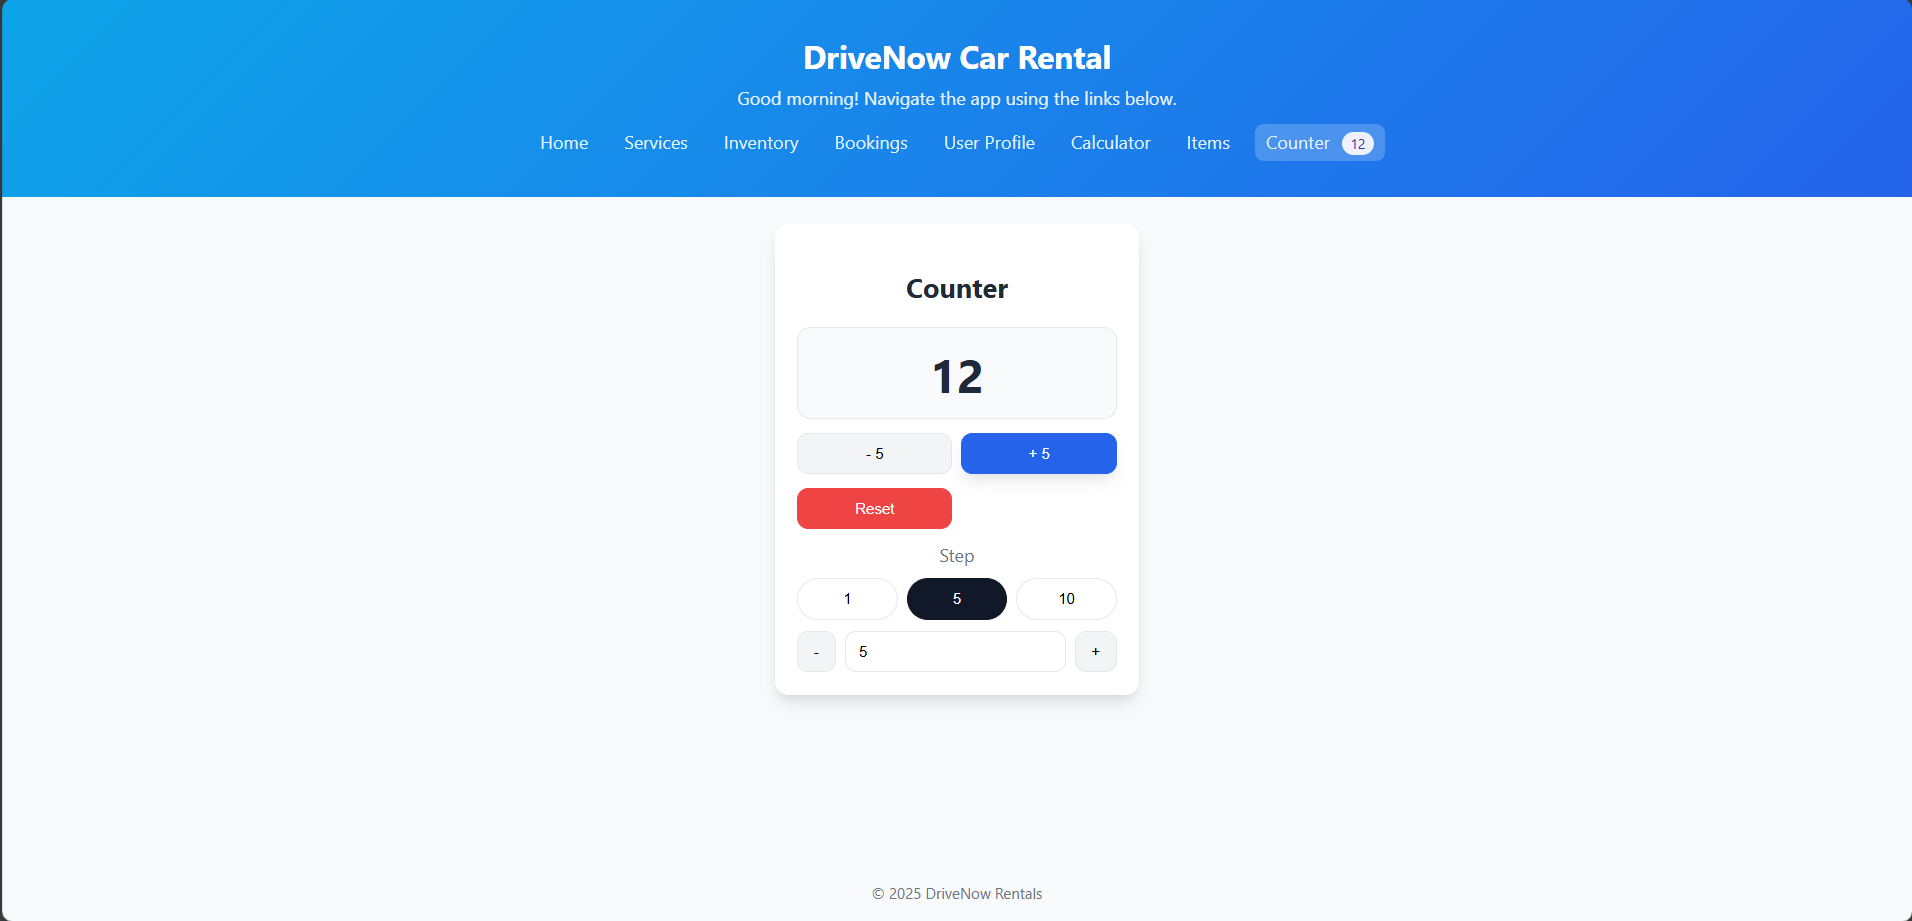 DriveNow Car Rental
Good morning! Navigate the app using the links below.
Home Services Inventory Bookings User Profile Calculator Items Counter 12
Counter
12
- 5 + 5
Reset
Step
1 5 10
- 5 +
© 2025 DriveNow Rentals